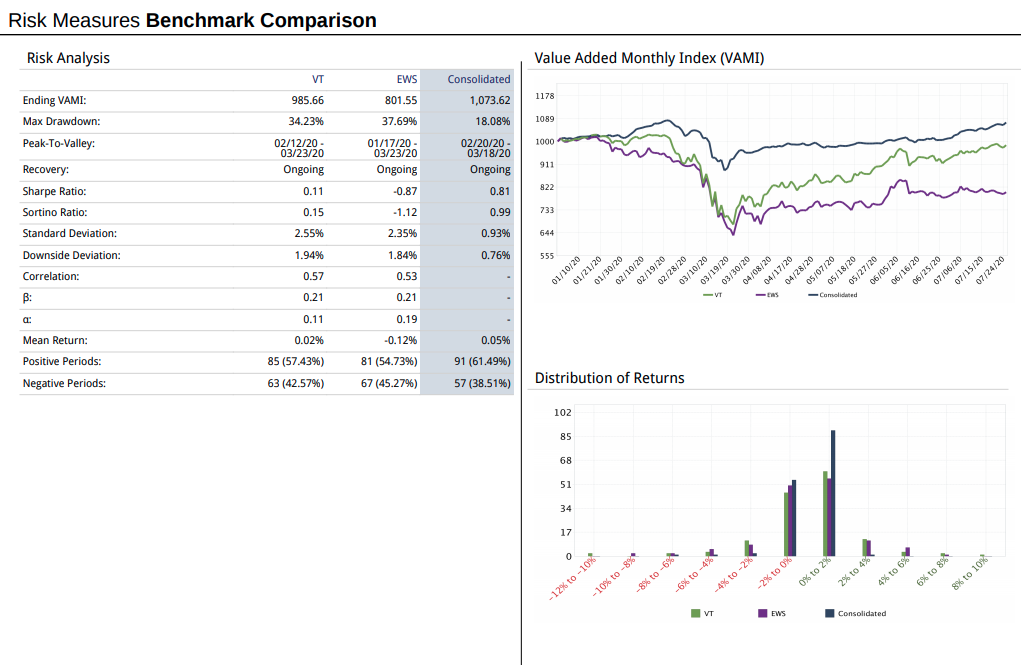 Risk Measures Benchmark Comparison
Risk Analysis
VT EWS Consolidated
Ending VAMI: 985.66 801.55 1,073.62
Max Drawdown: 34.23% 37.69% 18.08%
Peak-To-Valley: 02/12/20 - 01/17/20 - 02/20/20 -
03/23/20 03/23/20 03/18/20
Recovery: Ongoing Ongoing Ongoing
Sharpe Ratio: 0.11 -0.87 0.81
Sortino Ratio: 0.15 -1.12 0.99
Standard Deviation: 2.55% 2.35% 0.93%
Downside Deviation: 1.94% 1.84% 0.76%
Correlation: 0.57 0.53 -
β: 0.21 0.21 -
α: 0.11 0.19 -
Mean Return: 0.02% -0.12% 0.05%
Positive Periods: 85 (57.43%) 81 (54.73%) 91 (61.49%)
Negative Periods: 63 (42.57%) 67 (45.27%) 57 (38.51%)
Value Added Monthly Index (VAMI)
1178
1089
1000
911
822
733
644
555
01/10/20 01/21/20 01/30/20 02/10/20 02/19/20 02/28/20 03/10/20 03/19/20 03/30/20 04/08/20 04/17/20 04/28/20 05/07/20 05/18/20 05/27/20 06/05/20 06/16/20 06/25/20 07/06/20 07/15/20 07/24/20
VT EWS Consolidated
Distribution of Returns
102
85
68
51
34
17
0
-12% to -10% -10% to -8% -8% to -6% -6% to -4% -4% to -2% -2% to 0% 0% to 2% 2% to 4% 4% to 6% 6% to 8% 8% to 10%
VT EWS Consolidated